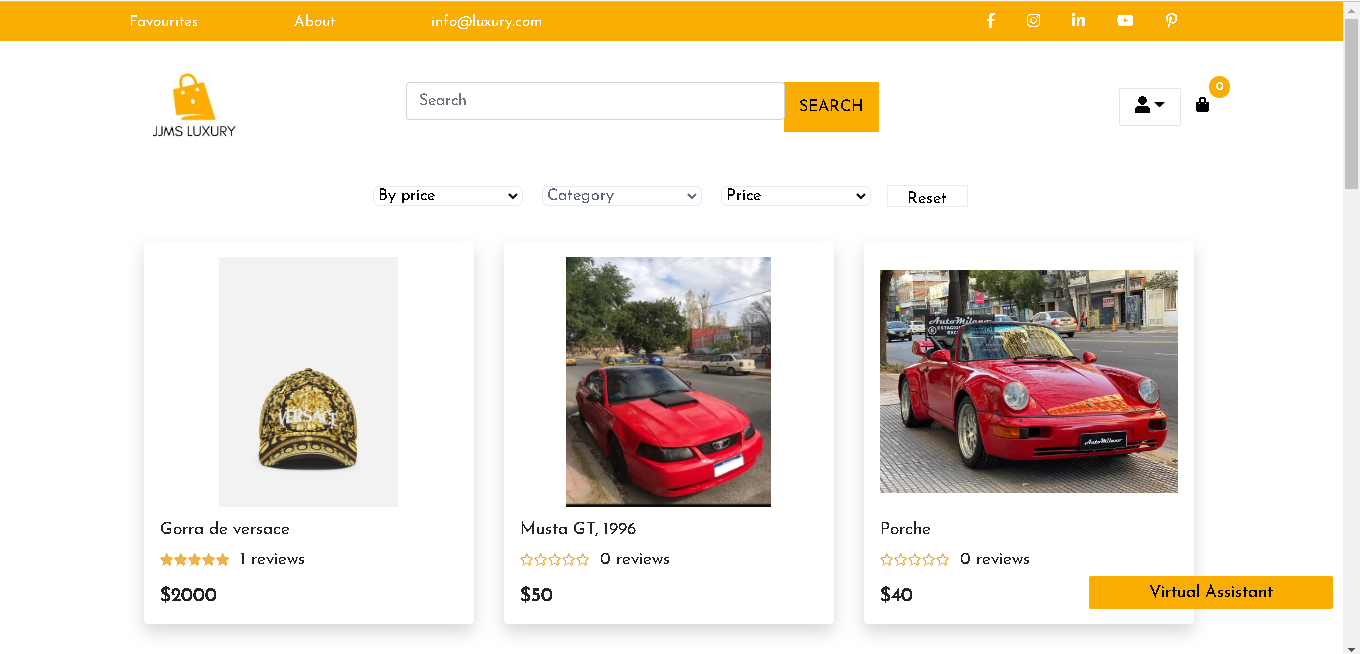 Favourites About info@luxury.com
JJMS LUXURY
Search SEARCH
0
By price Category Price Reset
VERSACE
AutoMilano
AutoMilano
Gorra de versace
Musta GT, 1996
Porche
1 reviews
0 reviews
0 reviews
$2000
$50
$40
Virtual Assistant